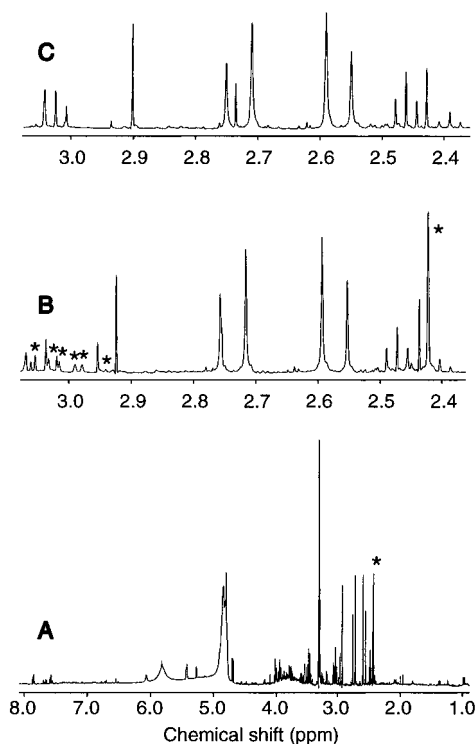 C
3.0 2.9 2.8 2.7 2.6 2.5 2.4
*
B
* * * * * * *
3.0 2.9 2.8 2.7 2.6 2.5 2.4
*
A
8.0 7.0 6.0 5.0 4.0 3.0 2.0 1.0
Chemical shift (ppm)